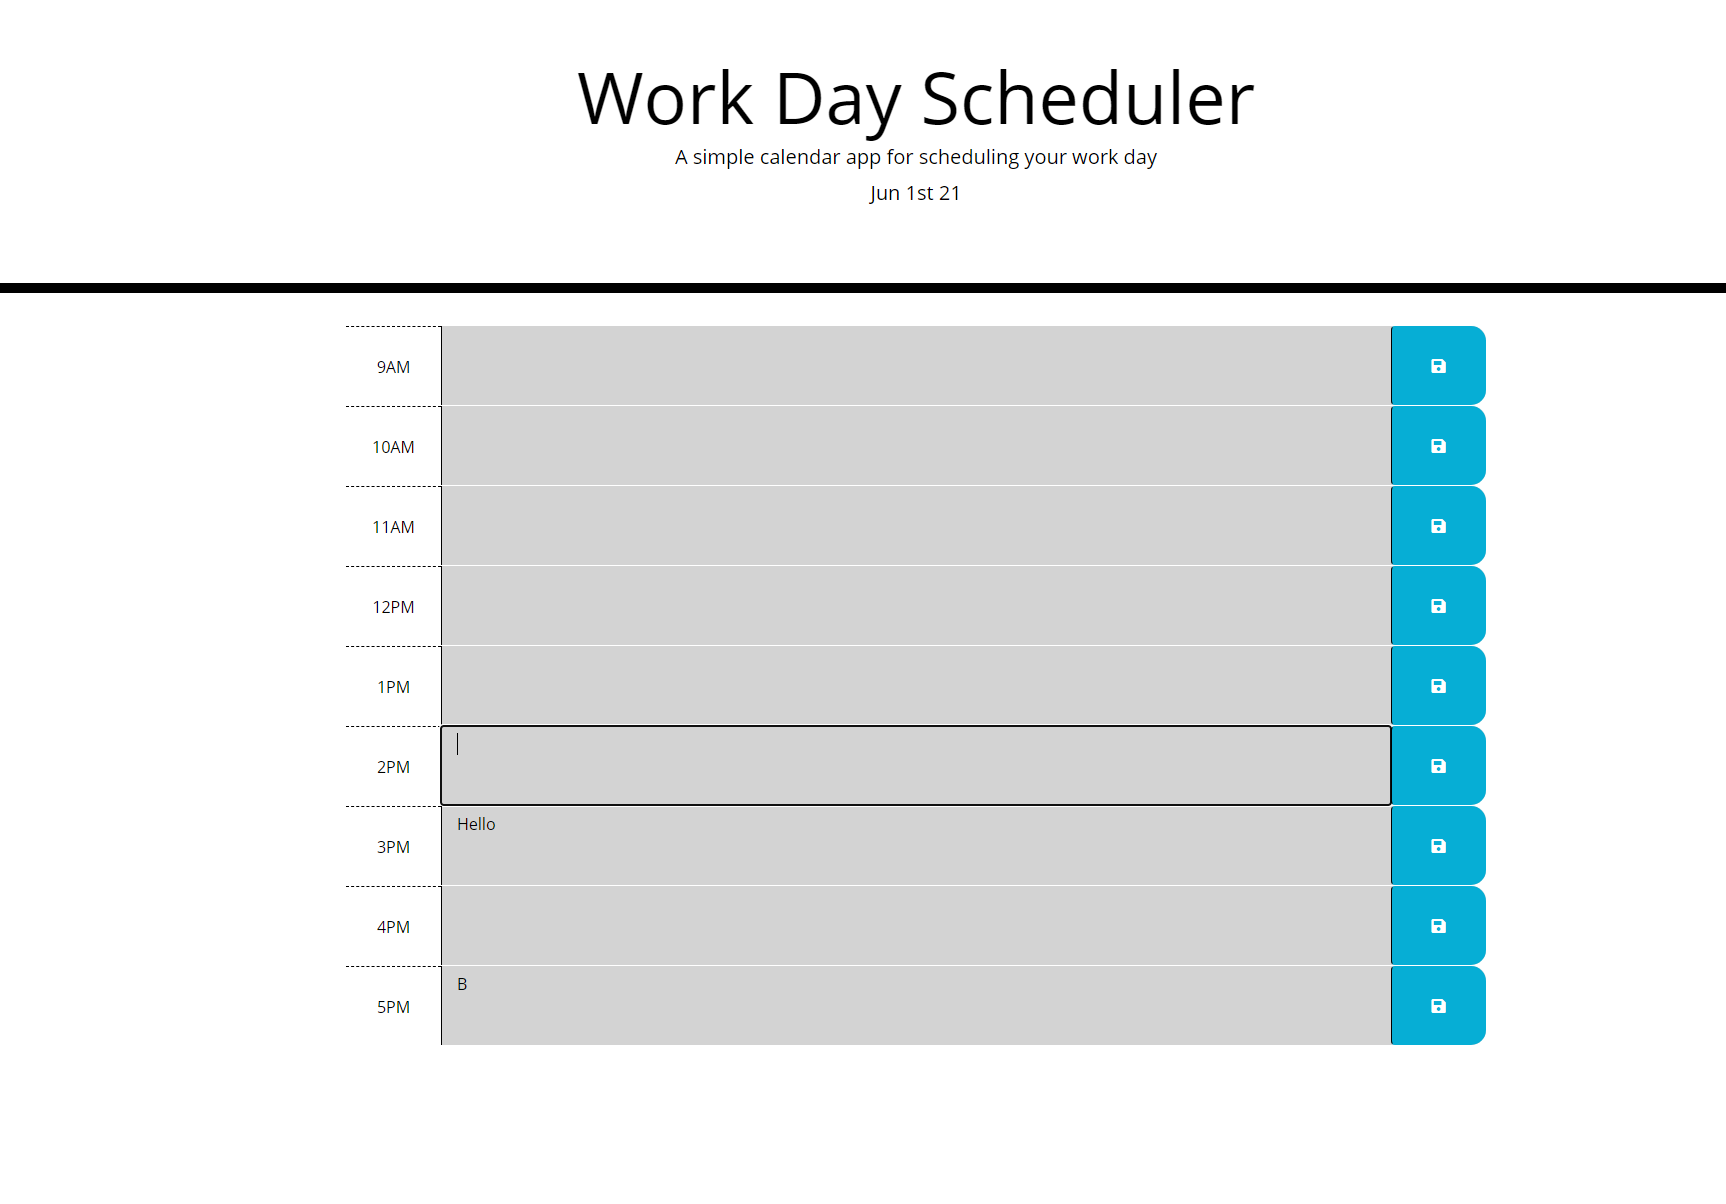 Work Day Scheduler
A simple calendar app for scheduling your work day
Jun 1st 21
9AM
10AM
11AM
12PM
1PM
2PM
3PM Hello
4PM
5PM B